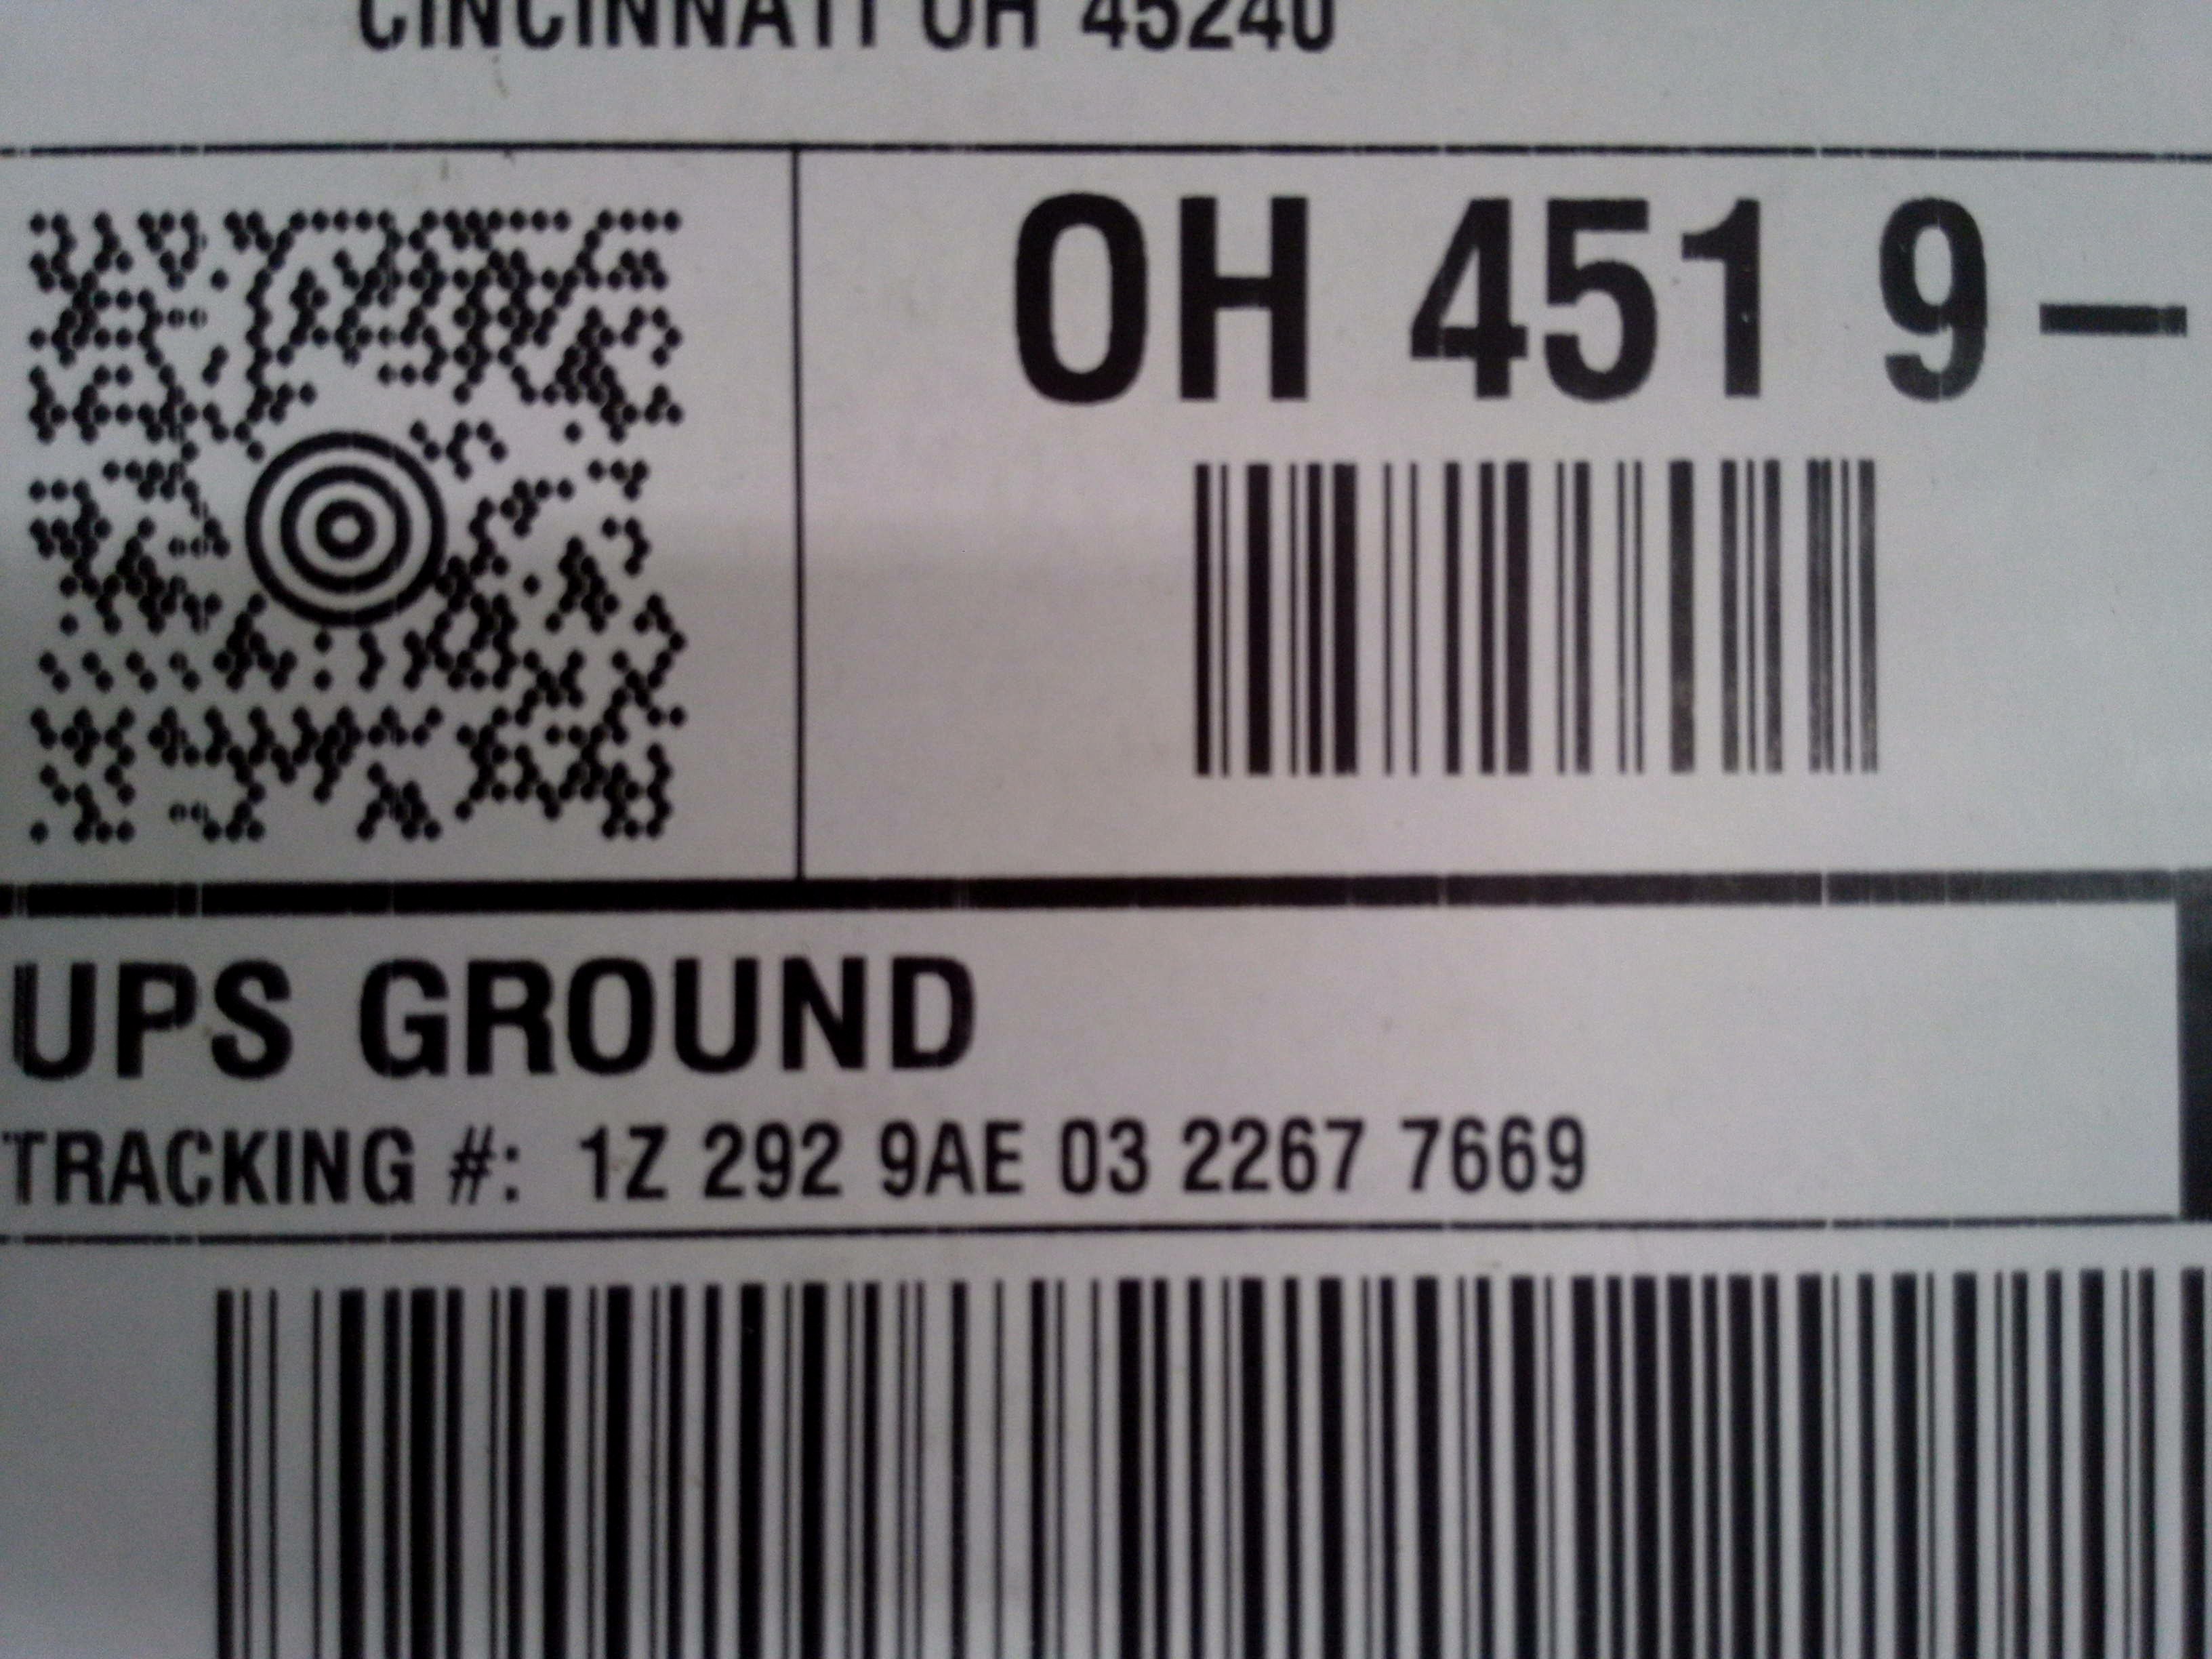 CINCINNATI OH 45240
OH 451 9-
UPS GROUND
TRACKING #: 1Z 292 9AE 03 2267 7669